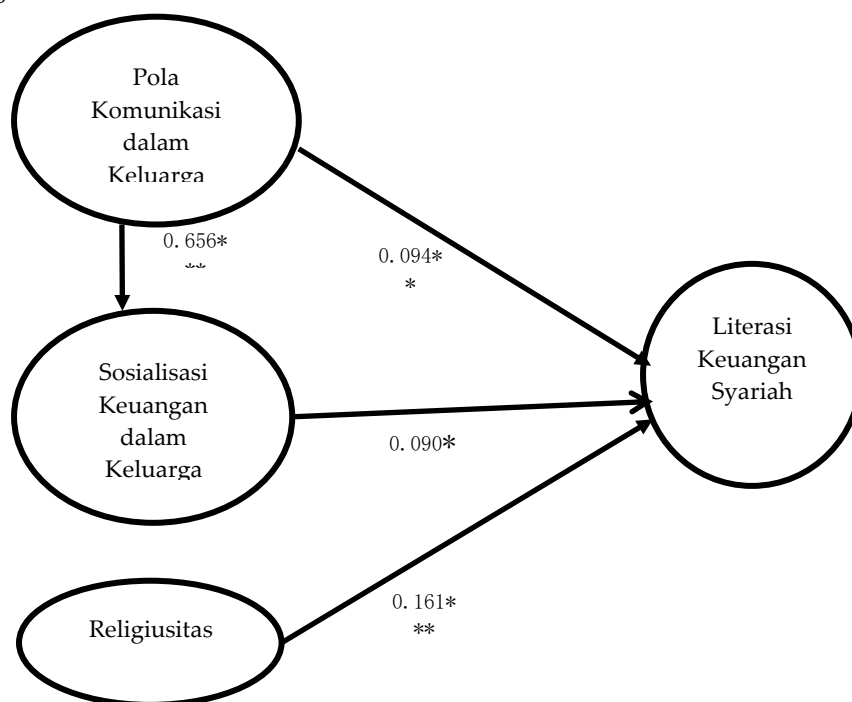 Pola
Komunikasi
dalam
Keluarga
0.656*
**
0.094*
*
Literasi
Keuangan
Syariah
Sosialisasi
Keuangan
dalam
Keluarga
0.090*
0.161*
**
Religiusitas